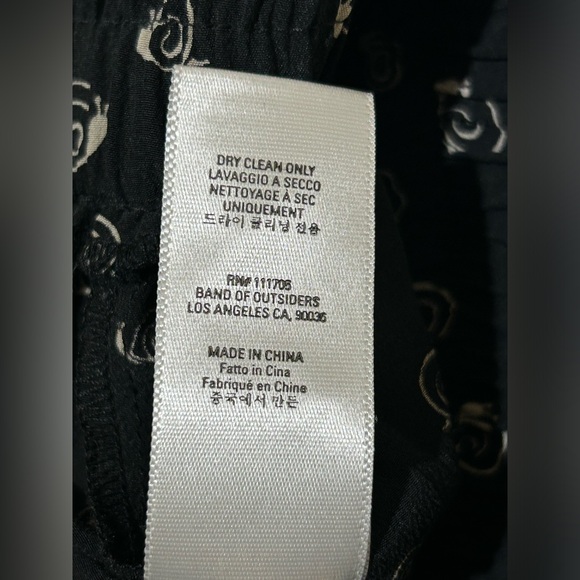 DRY CLEAN ONLY
LAVAGGIO A SECCO
NETTOYAGE À SEC
UNIQUEMENT
드라이 클리닝 전용
RN# 111705
BAND OF OUTSIDERS
LOS ANGELES CA, 90036
MADE IN CHINA
Fatto in Cina
Fabriqué en Chine
중국에서 만든